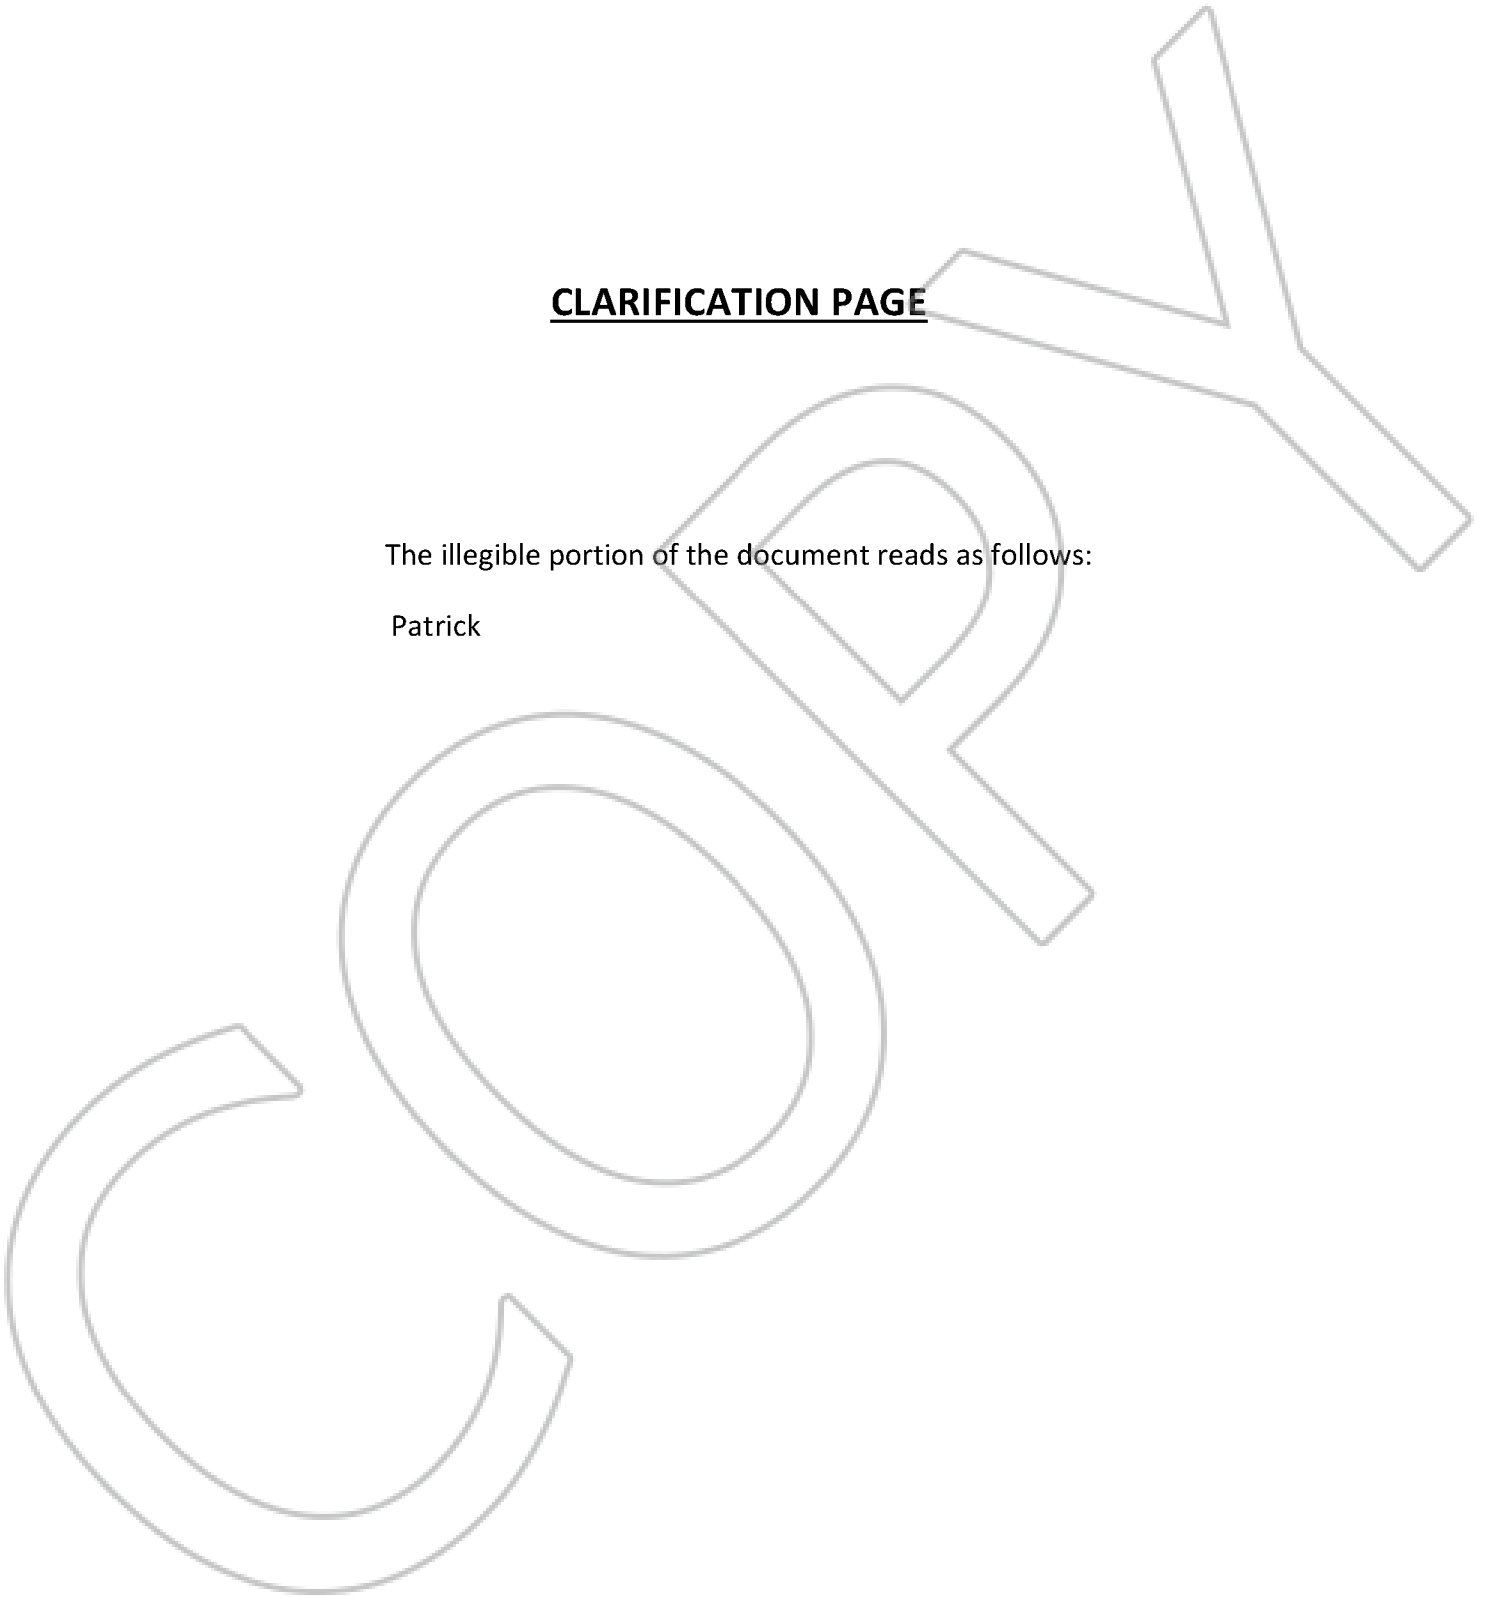 CLARIFICATION PAGE
The illegible portion of the document reads as follows:
Patrick
COPY